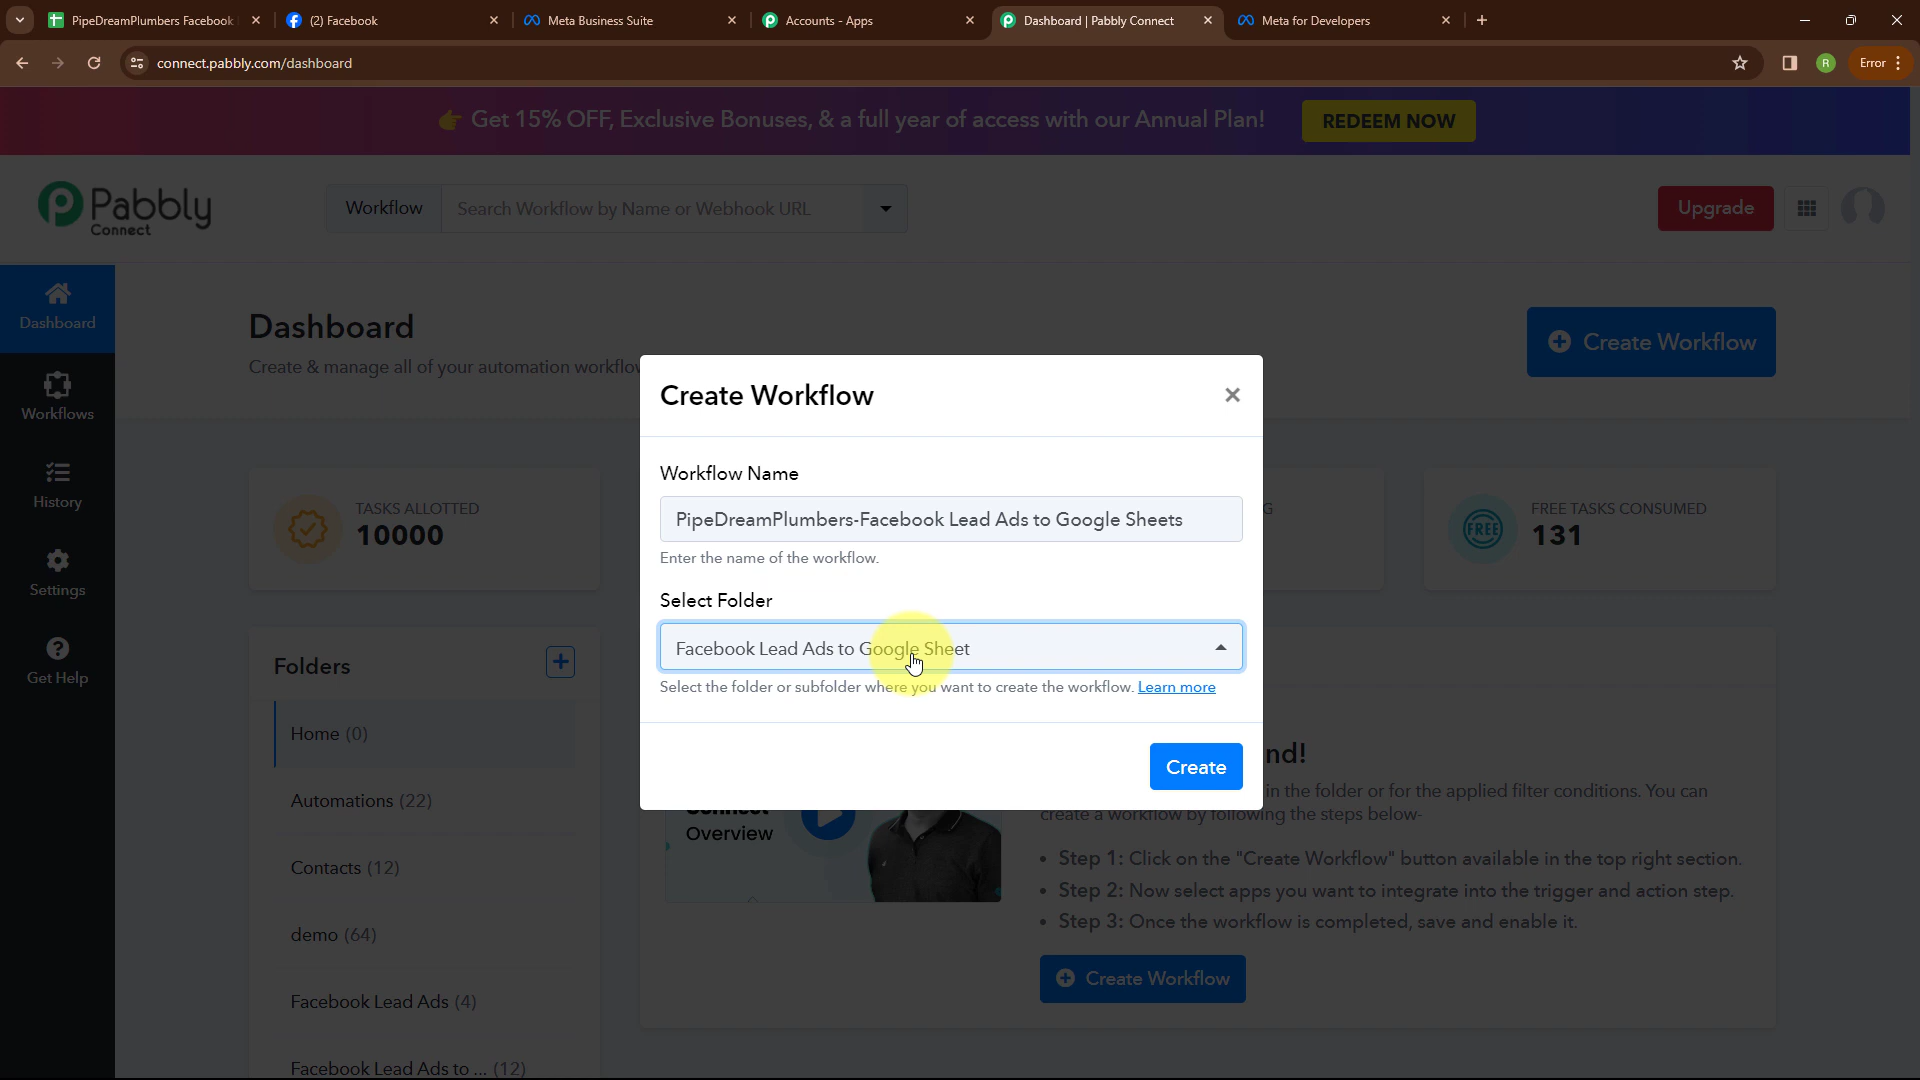 PipeDreamPlumbers Facebook
(2) Facebook
Meta Business Suite
Accounts - Apps
Dashboard | Pabbly Connect
Meta for Developers
connect.pabbly.com/dashboard
R
Error
Get 15% OFF, Exclusive Bonuses, & a full year of access with our Annual Plan!
REDEEM NOW
Pabbly
Connect
Workflow
Search Workflow by Name or Webhook URL
Upgrade
Dashboard
Workflows
History
Settings
Get Help
Dashboard
Create & manage all of your automation workflo
Create Workflow
TASKS ALLOTTED
10000
G
FREE
FREE TASKS CONSUMED
131
Folders
Home (0)
Automations (22)
Contacts (12)
demo (64)
Facebook Lead Ads (4)
Facebook Lead Ads to ... (12)
Create Workflow
Workflow Name
PipeDreamPlumbers-Facebook Lead Ads to Google Sheets
Enter the name of the workflow.
Select Folder
Facebook Lead Ads to Google Sheet
Select the folder or subfolder where you want to create the workflow. Learn more
Create
Connect
Overview
nd!
in the folder or for the applied filter conditions. You can
create a workflow by following the steps below-
• Step 1: Click on the "Create Workflow" button available in the top right section.
• Step 2: Now select apps you want to integrate into the trigger and action step.
• Step 3: Once the workflow is completed, save and enable it.
Create Workflow